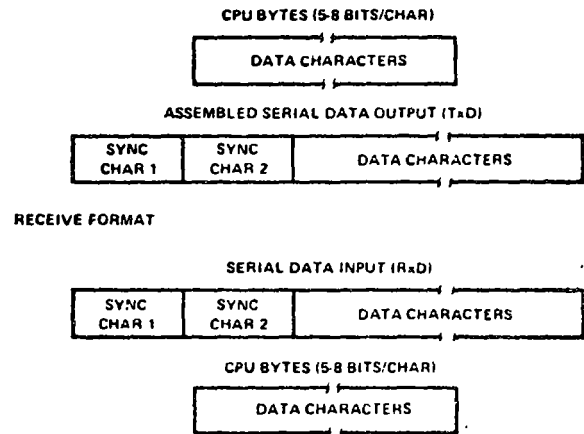 CPU BYTES (5-8 BITS/CHAR)
DATA CHARACTERS
ASSEMBLED SERIAL DATA OUTPUT (TxD)
SYNC CHAR 1
SYNC CHAR 2
DATA CHARACTERS
RECEIVE FORMAT
SERIAL DATA INPUT (RxD)
SYNC CHAR 1
SYNC CHAR 2
DATA CHARACTERS
CPU BYTES (5-8 BITS/CHAR)
DATA CHARACTERS